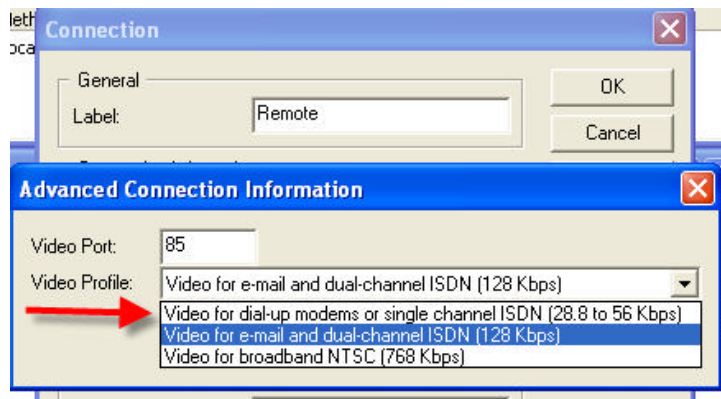 Connection
General
OK
Label:
Remote
Cancel
Advanced Connection Information
Video Port:
85
Video Profile:
Video for e-mail and dual-channel ISDN (128 Kbps)
Video for dial-up modems or single channel ISDN (28.8 to 56 Kbps)
Video for e-mail and dual-channel ISDN (128 Kbps)
Video for broadband NTSC (768 Kbps)